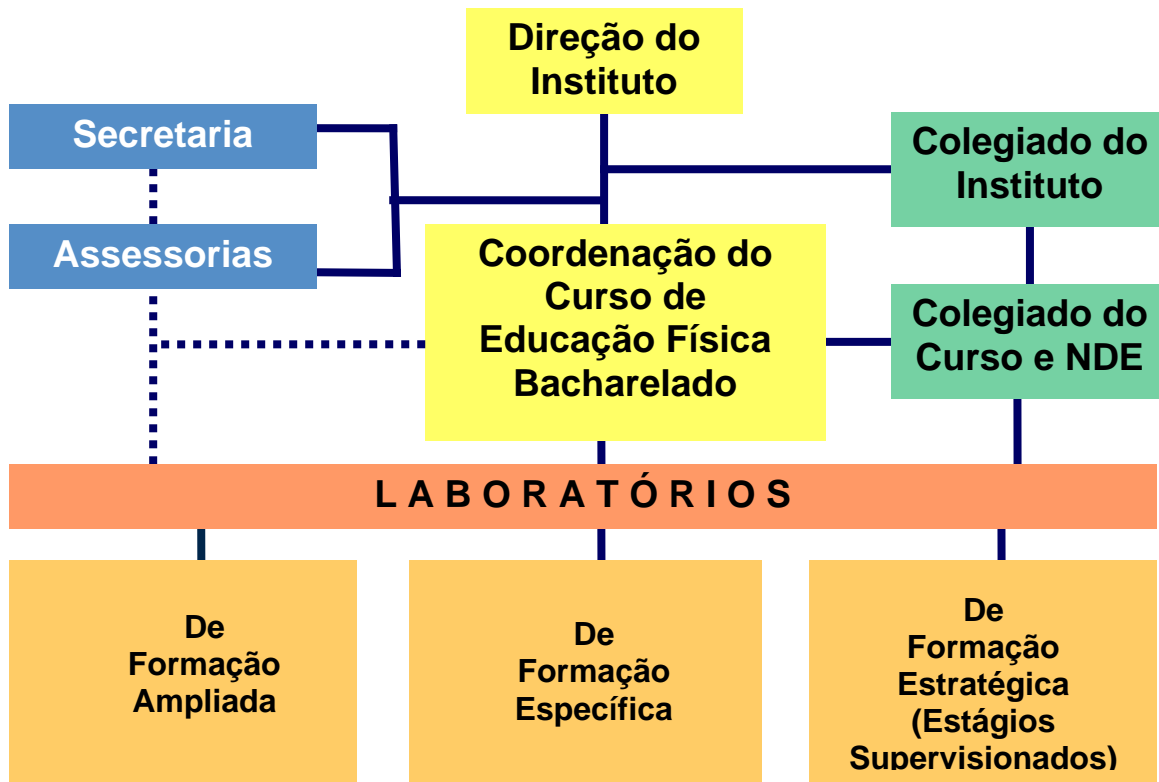 Direção do
Instituto
Secretaria
Colegiado do
Instituto
Assessorias
Coordenação do
Curso de
Educação Física
Bacharelado
Colegiado do
Curso e NDE
L A B O R A T Ó R I O S
De
Formação
Ampliada
De
Formação
Específica
De
Formação
Estratégica
(Estágios
Supervisionados)